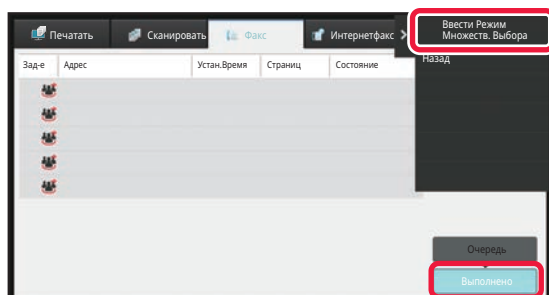 Печатать Сканировать Факс Интернетфакс
Ввести Режим
Множеств. Выбора
Зад-е Адрес Устан.Время Страниц Состояние
Назад
Очередь
Выполнено